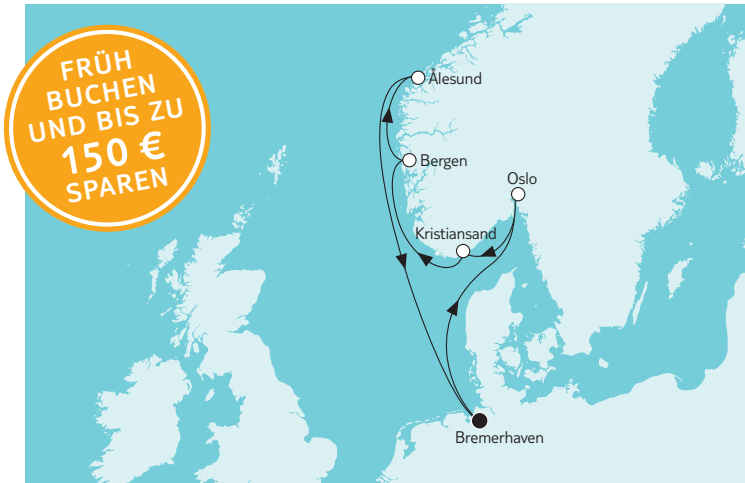 FRÜH
BUCHEN
UND BIS ZU
150 €
SPAREN
Ålesund
Bergen
Oslo
Kristiansand
Bremerhaven